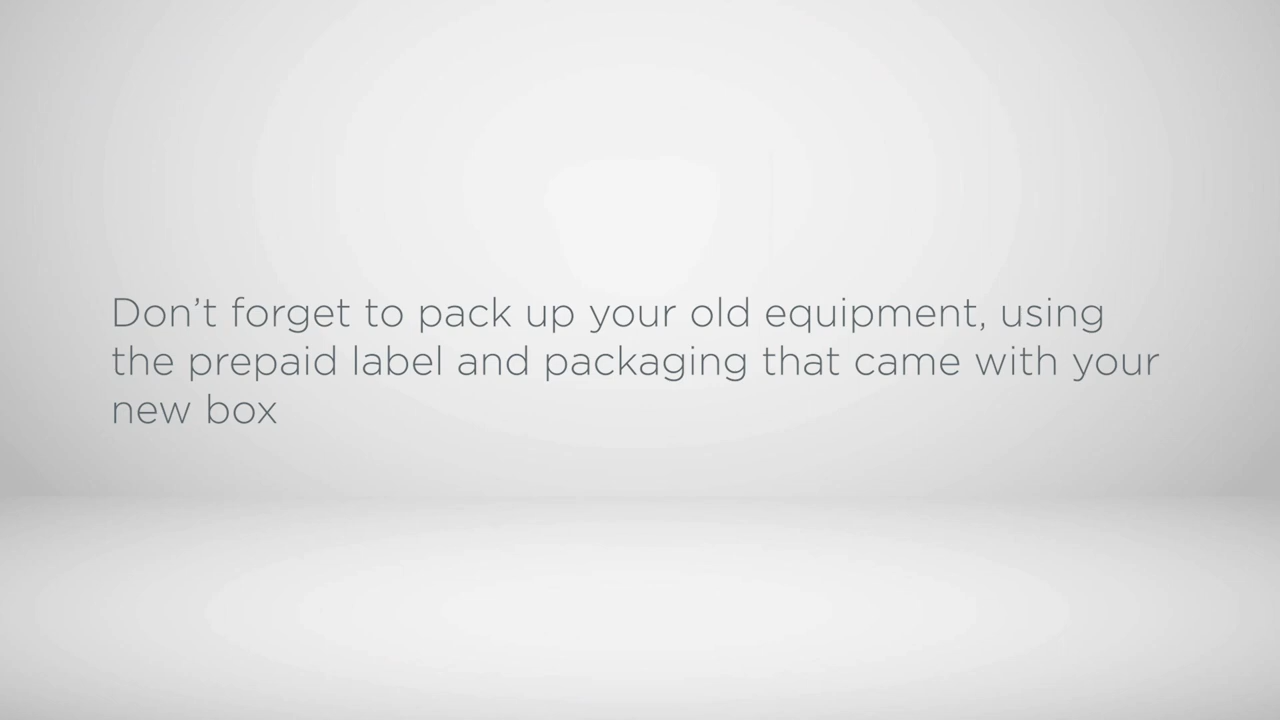 Don’t forget to pack up your old equipment, using
the prepaid label and packaging that came with your
new box